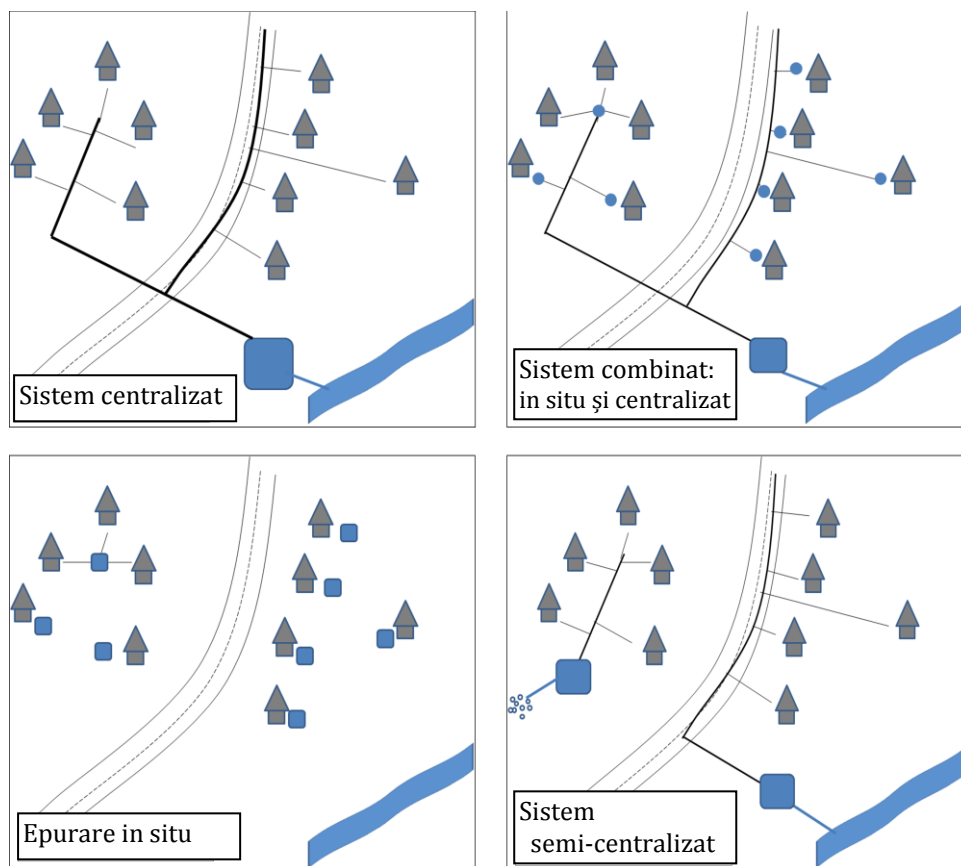 Sistem centralizat
Sistem combinat:
in situ și centralizat
Epurare in situ
Sistem
semi-centralizat